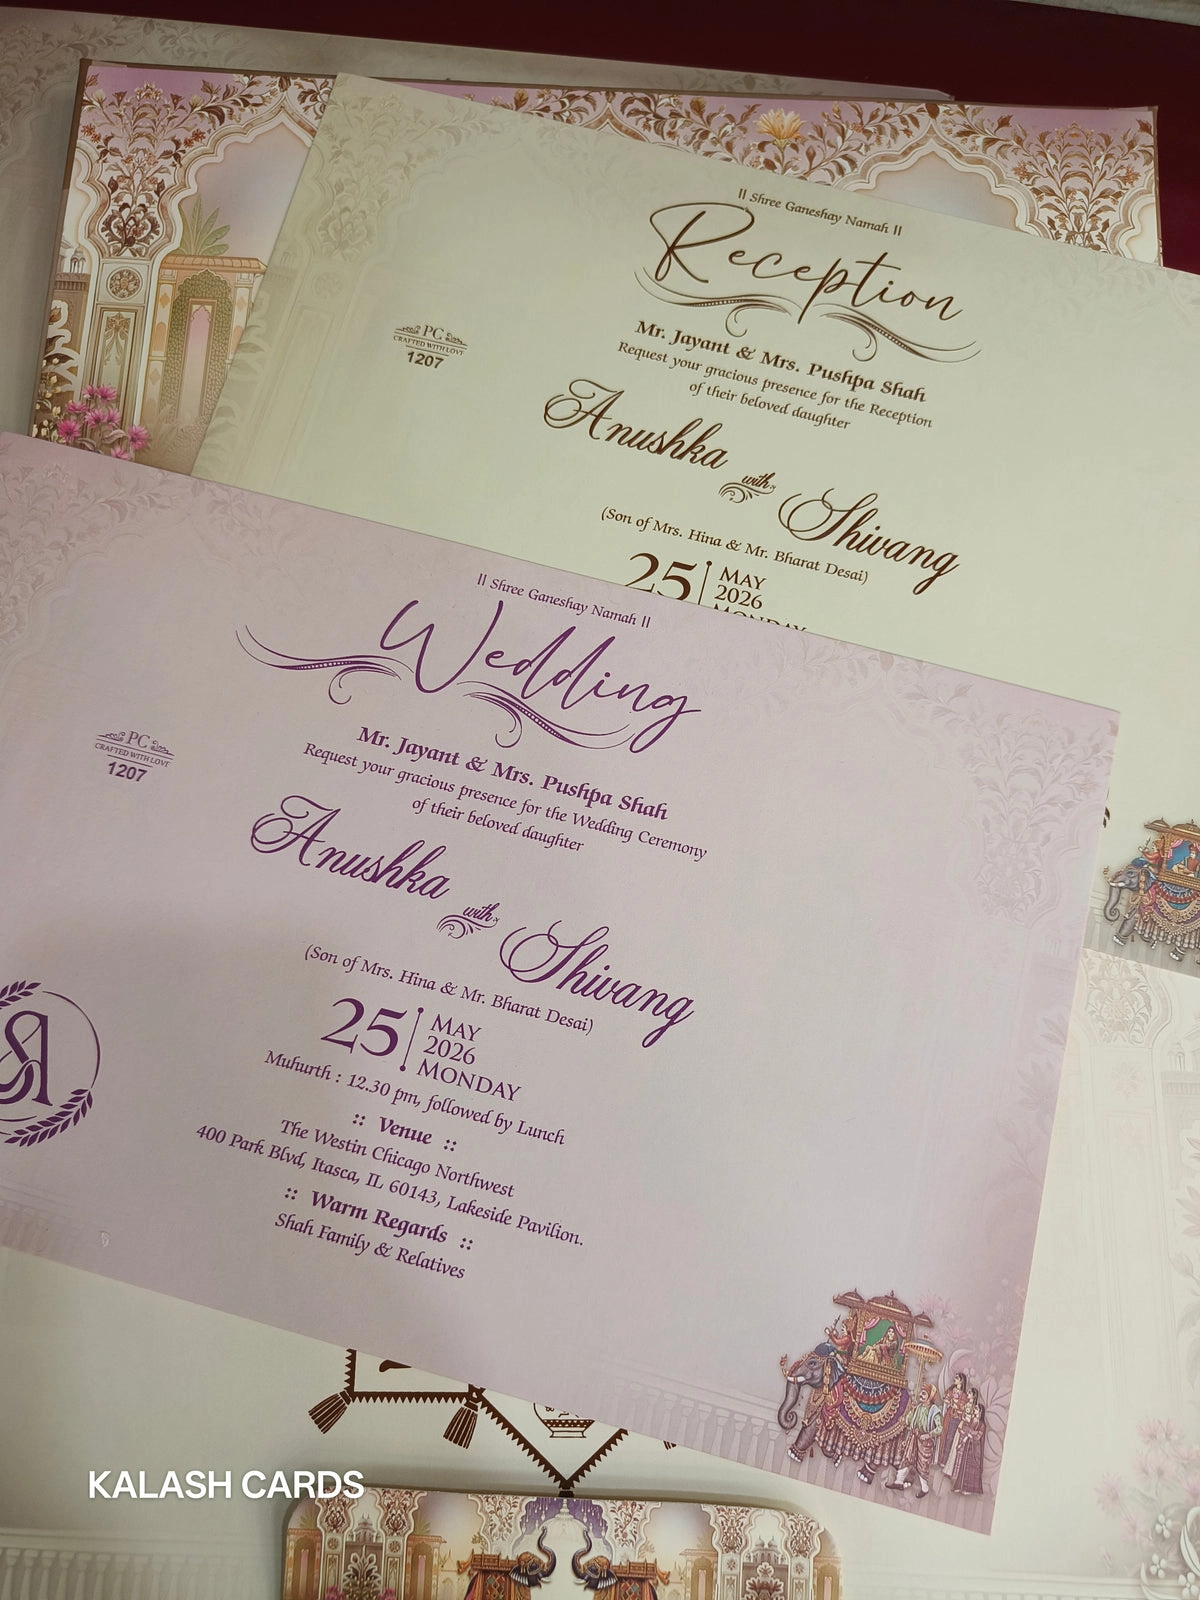 || Shree Ganeshay Namah ||
Reception
Mr. Jayant & Mrs. Pushpa Shah
Request your gracious presence for the Reception
of their beloved daughter
Anushka
with
Shivang
(Son of Mrs. Hina & Mr. Bharat Desai)
25
MAY
2026
MONDAY
PC
CRAFTED WITH LOVE
1207
|| Shree Ganeshay Namah ||
Wedding
Mr. Jayant & Mrs. Pushpa Shah
Request your gracious presence for the Wedding Ceremony
of their beloved daughter
Anushka
with
Shivang
(Son of Mrs. Hina & Mr. Bharat Desai)
25
MAY
2026
MONDAY
Muhurth : 12.30 pm, followed by Lunch
:: Venue ::
The Westin Chicago Northwest
400 Park Blvd, Itasca, IL 60143, Lakeside Pavilion.
:: Warm Regards ::
Shah Family & Relatives
PC
CRAFTED WITH LOVE
1207
SA
KALASH CARDS